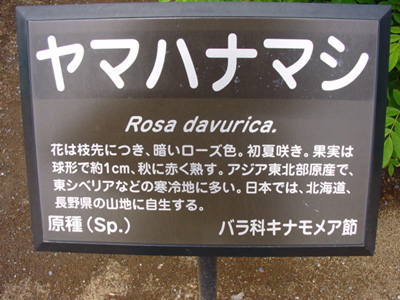 ヤマハナマシ
Rosa davurica.
花は枝先につき、暗いローズ色。初夏咲き。果実は
球形で約1cm、秋に赤く熟す。アジア東北部原産で、
東シベリアなどの寒冷地に多い。日本では、北海道、
長野県の山地に自生する。
原種(Sp.) バラ科キナモメア節